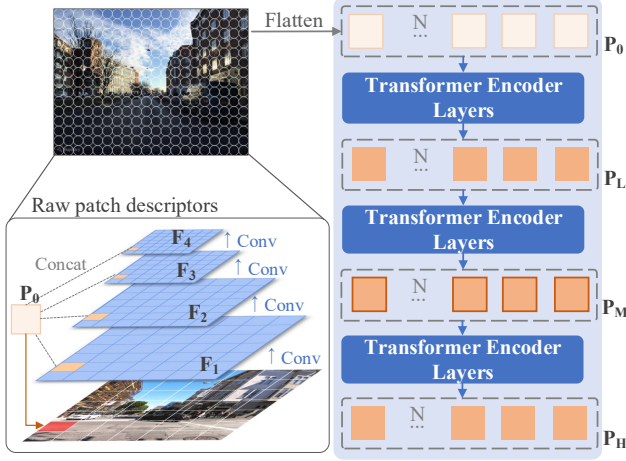 Flatten
N
...
P0
Transformer Encoder
Layers
N
...
PL
Transformer Encoder
Layers
N
...
PM
Transformer Encoder
Layers
N
...
PH
Raw patch descriptors
F4
↑ Conv
Concat
F3
↑ Conv
P0
F2
↑ Conv
F1
↑ Conv